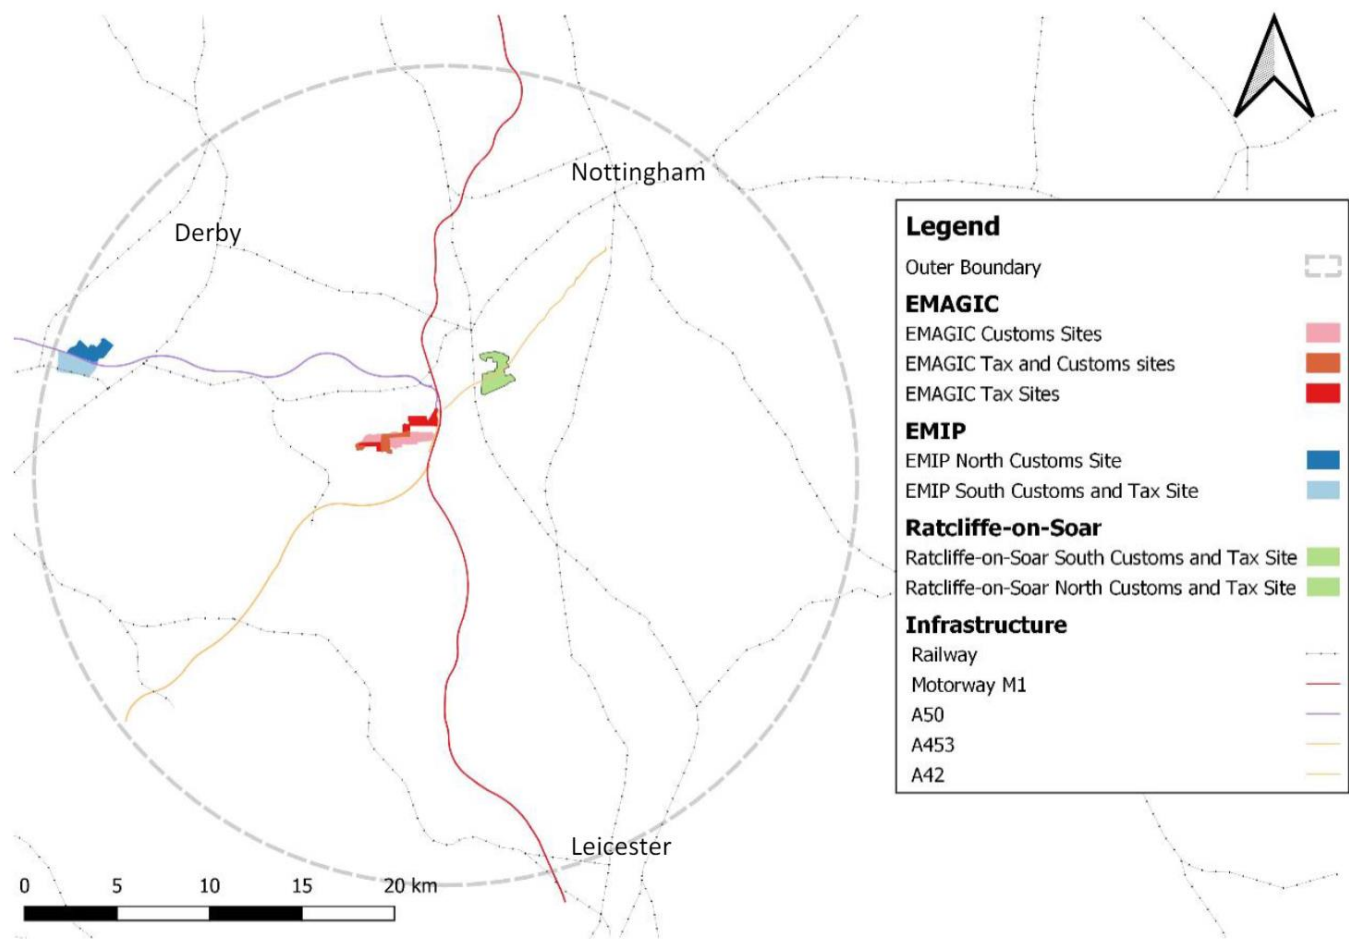 Nottingham
Derby
Legend
Outer Boundary
EMAGIC
EMAGIC Customs Sites
EMAGIC Tax and Customs sites
EMAGIC Tax Sites
EMIP
EMIP North Customs Site
EMIP South Customs and Tax Site
Ratcliffe-on-Soar
Ratcliffe-on-Soar South Customs and Tax Site
Ratcliffe-on-Soar North Customs and Tax Site
Infrastructure
Railway
Motorway M1
A50
A453
A42
Leicester
0 5 10 15 20 km